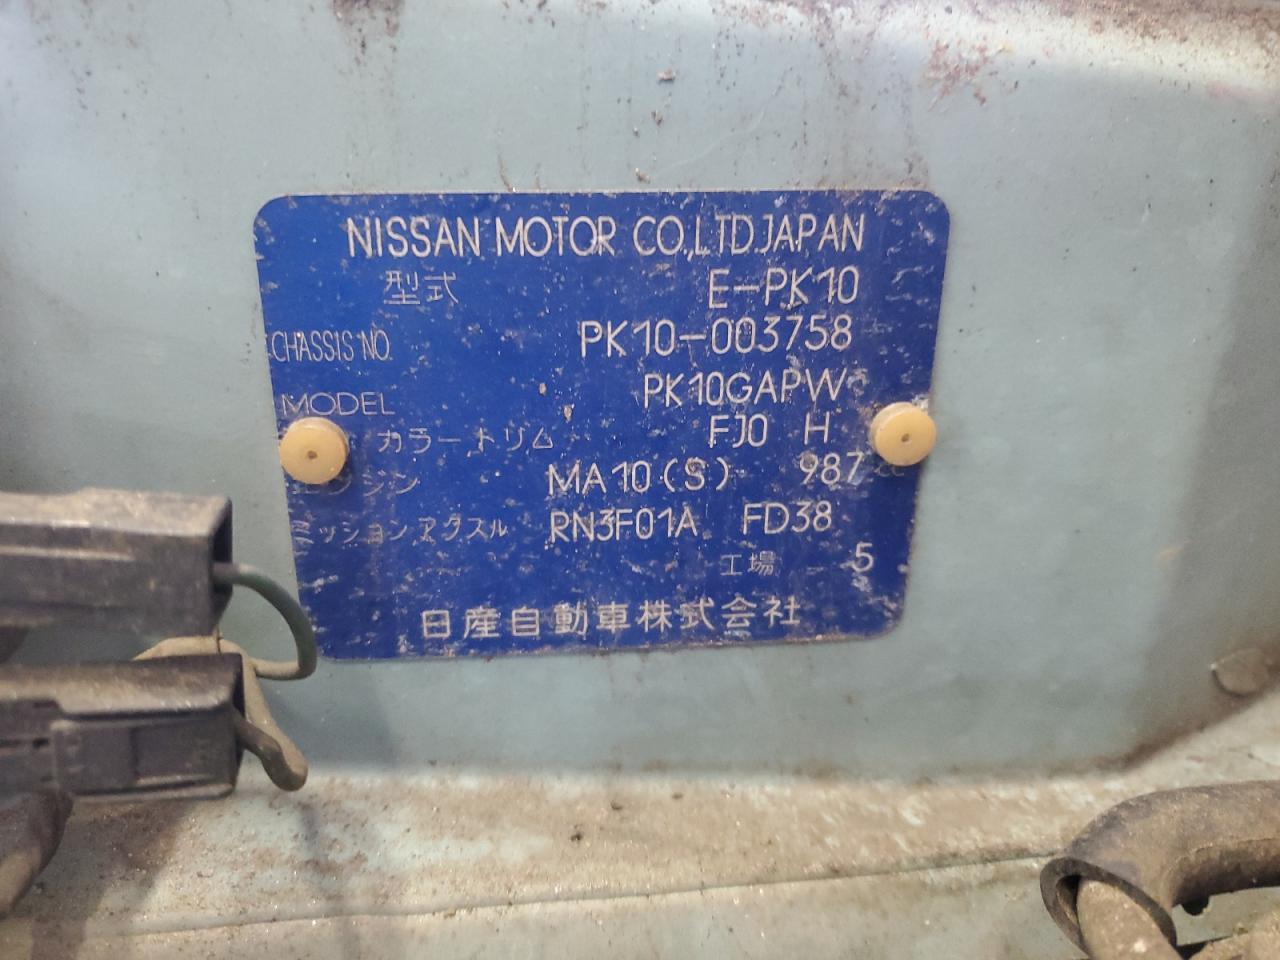 NISSAN MOTOR CO.,LTD.JAPAN
型式 E-PK10
CHASSIS NO. PK10-003758
MODEL PK10GAPW
カラートリム FJ0 H
ジン MA10(S) 987
ミッションアクスル RN3F01A FD38
工場 5
日産自動車株式会社